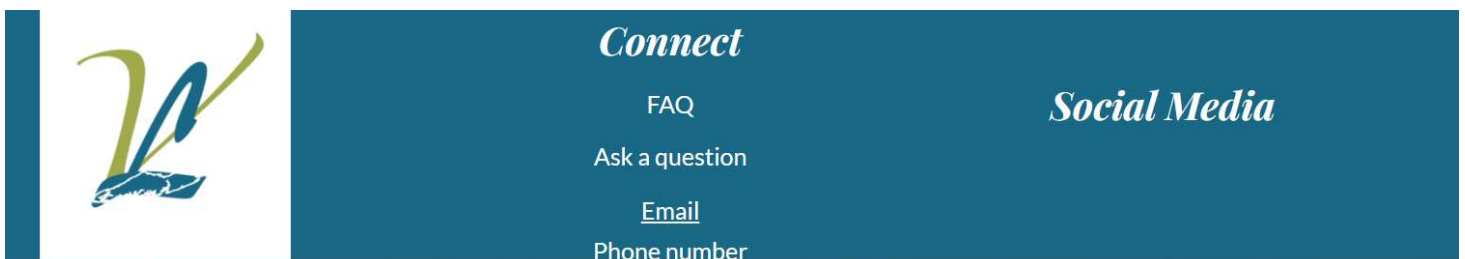 Connect
FAQ
Ask a question
Email
Phone number
Social Media